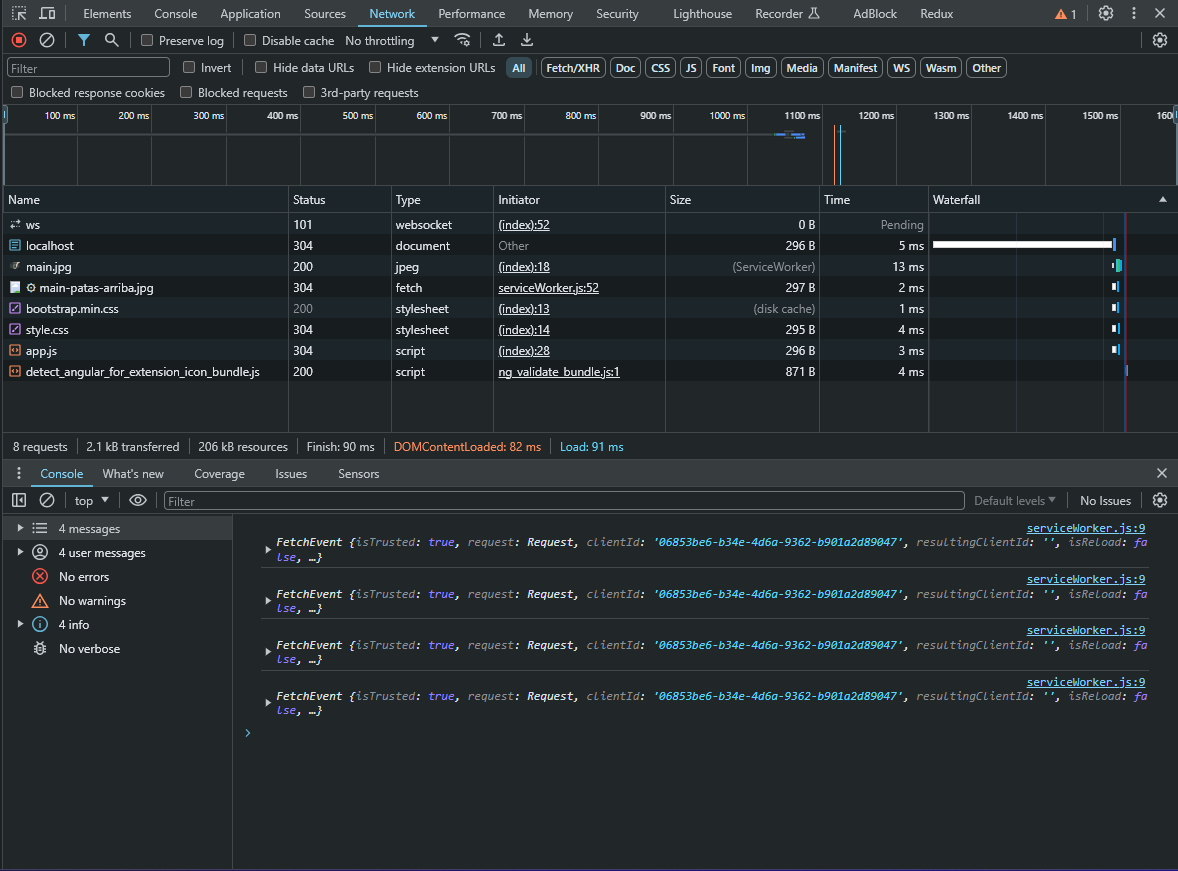 Elements Console Application Sources Network Performance Memory Security Lighthouse Recorder AdBlock Redux 1
Preserve log Disable cache No throttling
Filter Invert Hide data URLs Hide extension URLs All Fetch/XHR Doc CSS JS Font Img Media Manifest WS Wasm Other
Blocked response cookies Blocked requests 3rd-party requests
100 ms 200 ms 300 ms 400 ms 500 ms 600 ms 700 ms 800 ms 900 ms 1000 ms 1100 ms 1200 ms 1300 ms 1400 ms 1500 ms 160
Name Status Type Initiator Size Time Waterfall
ws 101 websocket (index):52 0 B Pending
localhost 304 document Other 296 B 5 ms
main.jpg 200 jpeg (index):18 (ServiceWorker) 13 ms
main-patas-arriba.jpg 304 fetch serviceWorker.js:52 297 B 2 ms
bootstrap.min.css 200 stylesheet (index):13 (disk cache) 1 ms
style.css 304 stylesheet (index):14 295 B 4 ms
app.js 304 script (index):28 296 B 3 ms
detect_angular_for_extension_icon_bundle.js 200 script ng_validate_bundle.js:1 871 B 4 ms
8 requests 2.1 kB transferred 206 kB resources Finish: 90 ms DOMContentLoaded: 82 ms Load: 91 ms
Console What's new Coverage Issues Sensors
top Filter Default levels No Issues
4 messages
4 user messages
No errors
No warnings
4 info
No verbose
serviceWorker.js:9
FetchEvent {isTrusted: true, request: Request, clientId: '06853be6-b34e-4d6a-9362-b901a2d89047', resultingClientId: '', isReload: fa
lse, …}
serviceWorker.js:9
FetchEvent {isTrusted: true, request: Request, clientId: '06853be6-b34e-4d6a-9362-b901a2d89047', resultingClientId: '', isReload: fa
lse, …}
serviceWorker.js:9
FetchEvent {isTrusted: true, request: Request, clientId: '06853be6-b34e-4d6a-9362-b901a2d89047', resultingClientId: '', isReload: fa
lse, …}
serviceWorker.js:9
FetchEvent {isTrusted: true, request: Request, clientId: '06853be6-b34e-4d6a-9362-b901a2d89047', resultingClientId: '', isReload: fa
lse, …}